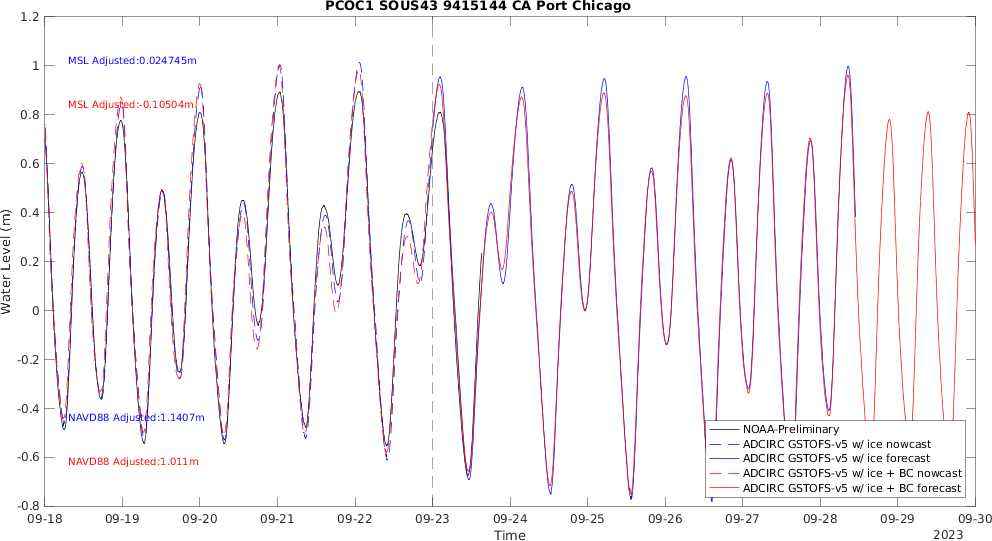 PCOC1 SOUS43 9415144 CA Port Chicago
1.2
1
0.8
0.6
0.4
0.2
0
-0.2
-0.4
-0.6
-0.8
Water Level (m)
MSL Adjusted:0.024745m
MSL Adjusted:-0.10504m
NAVD88 Adjusted:1.1407m
NAVD88 Adjusted:1.011m
NOAA-Preliminary
ADCIRC GSTOFS-v5 w/ ice nowcast
ADCIRC GSTOFS-v5 w/ ice forecast
ADCIRC GSTOFS-v5 w/ ice + BC nowcast
ADCIRC GSTOFS-v5 w/ ice + BC forecast
09-18 09-19 09-20 09-21 09-22 09-23 09-24 09-25 09-26 09-27 09-28 09-29 09-30
Time
2023